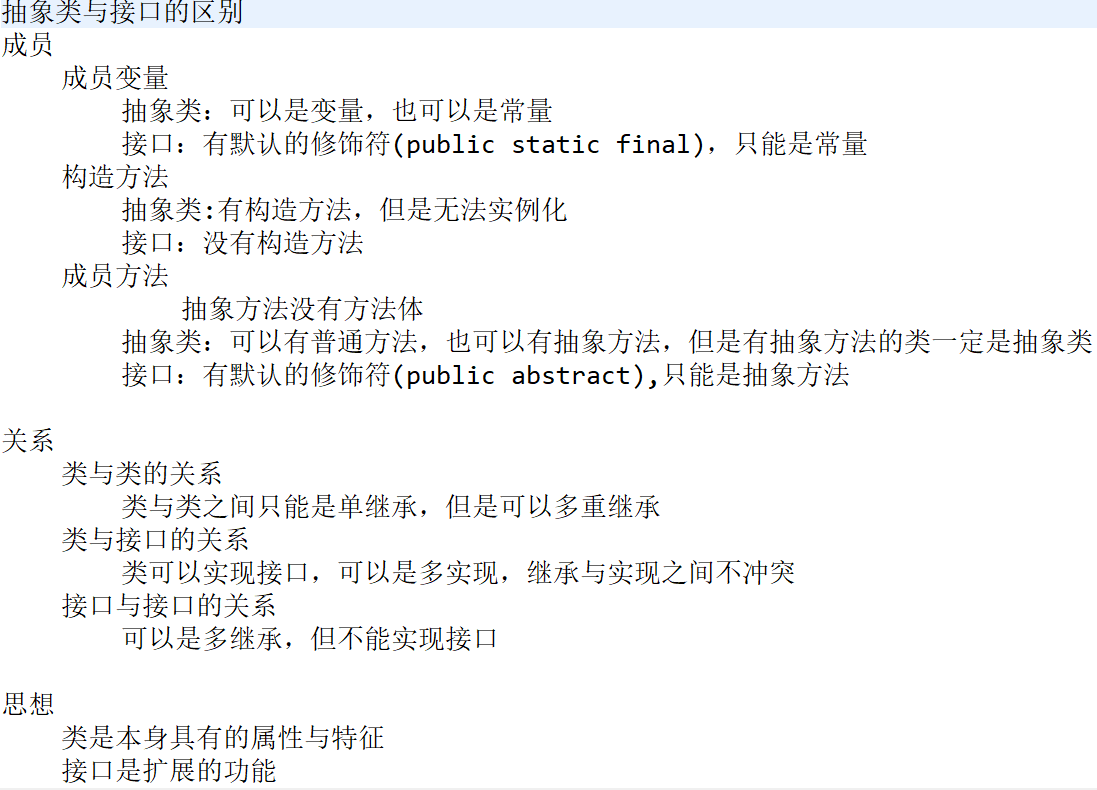 抽象类与接口的区别
成员
成员变量
抽象类：可以是变量，也可以是常量
接口：有默认的修饰符(public static final)，只能是常量
构造方法
抽象类:有构造方法，但是无法实例化
接口：没有构造方法
成员方法
抽象方法没有方法体
抽象类：可以有普通方法，也可以有抽象方法，但是有抽象方法的类一定是抽象类
接口：有默认的修饰符(public abstract),只能是抽象方法
关系
类与类的关系
类与类之间只能是单继承，但是可以多重继承
类与接口的关系
类可以实现接口，可以是多实现，继承与实现之间不冲突
接口与接口的关系
可以是多继承，但不能实现接口
思想
类是本身具有的属性与特征
接口是扩展的功能